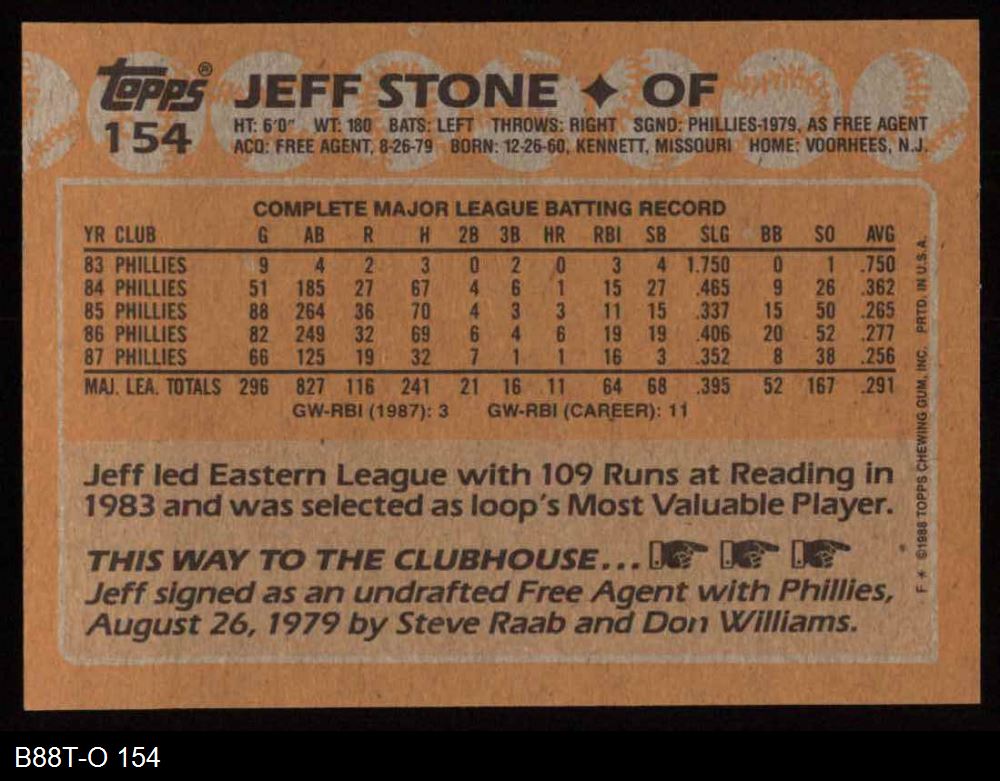 Topps® JEFF STONE ✦ OF
154
HT: 6'0" WT: 180 BATS: LEFT THROWS: RIGHT SGND: PHILLIES-1979, AS FREE AGENT
ACQ: FREE AGENT, 8-26-79 BORN: 12-26-60, KENNETT, MISSOURI HOME: VOORHEES, N.J.
COMPLETE MAJOR LEAGUE BATTING RECORD
YR CLUB G AB R H 2B 3B HR RBI SB SLG BB SO AVG
83 PHILLIES 9 4 2 3 0 2 0 3 4 1.750 0 1 .750
84 PHILLIES 51 185 27 67 4 6 1 15 27 .465 9 26 .362
85 PHILLIES 88 264 36 70 4 3 3 11 15 .337 15 50 .265
86 PHILLIES 82 249 32 69 6 4 6 19 19 .406 20 52 .277
87 PHILLIES 66 125 19 32 7 1 1 16 3 .352 8 38 .256
MAJ. LEA. TOTALS 296 827 116 241 21 16 11 64 68 .395 52 167 .291
GW-RBI (1987): 3 GW-RBI (CAREER): 11
Jeff led Eastern League with 109 Runs at Reading in
1983 and was selected as loop's Most Valuable Player.
THIS WAY TO THE CLUBHOUSE...
Jeff signed as an undrafted Free Agent with Phillies,
August 26, 1979 by Steve Raab and Don Williams.
F * ©1988 TOPPS CHEWING GUM, INC. PRTD. IN U.S.A.
B88T-O 154